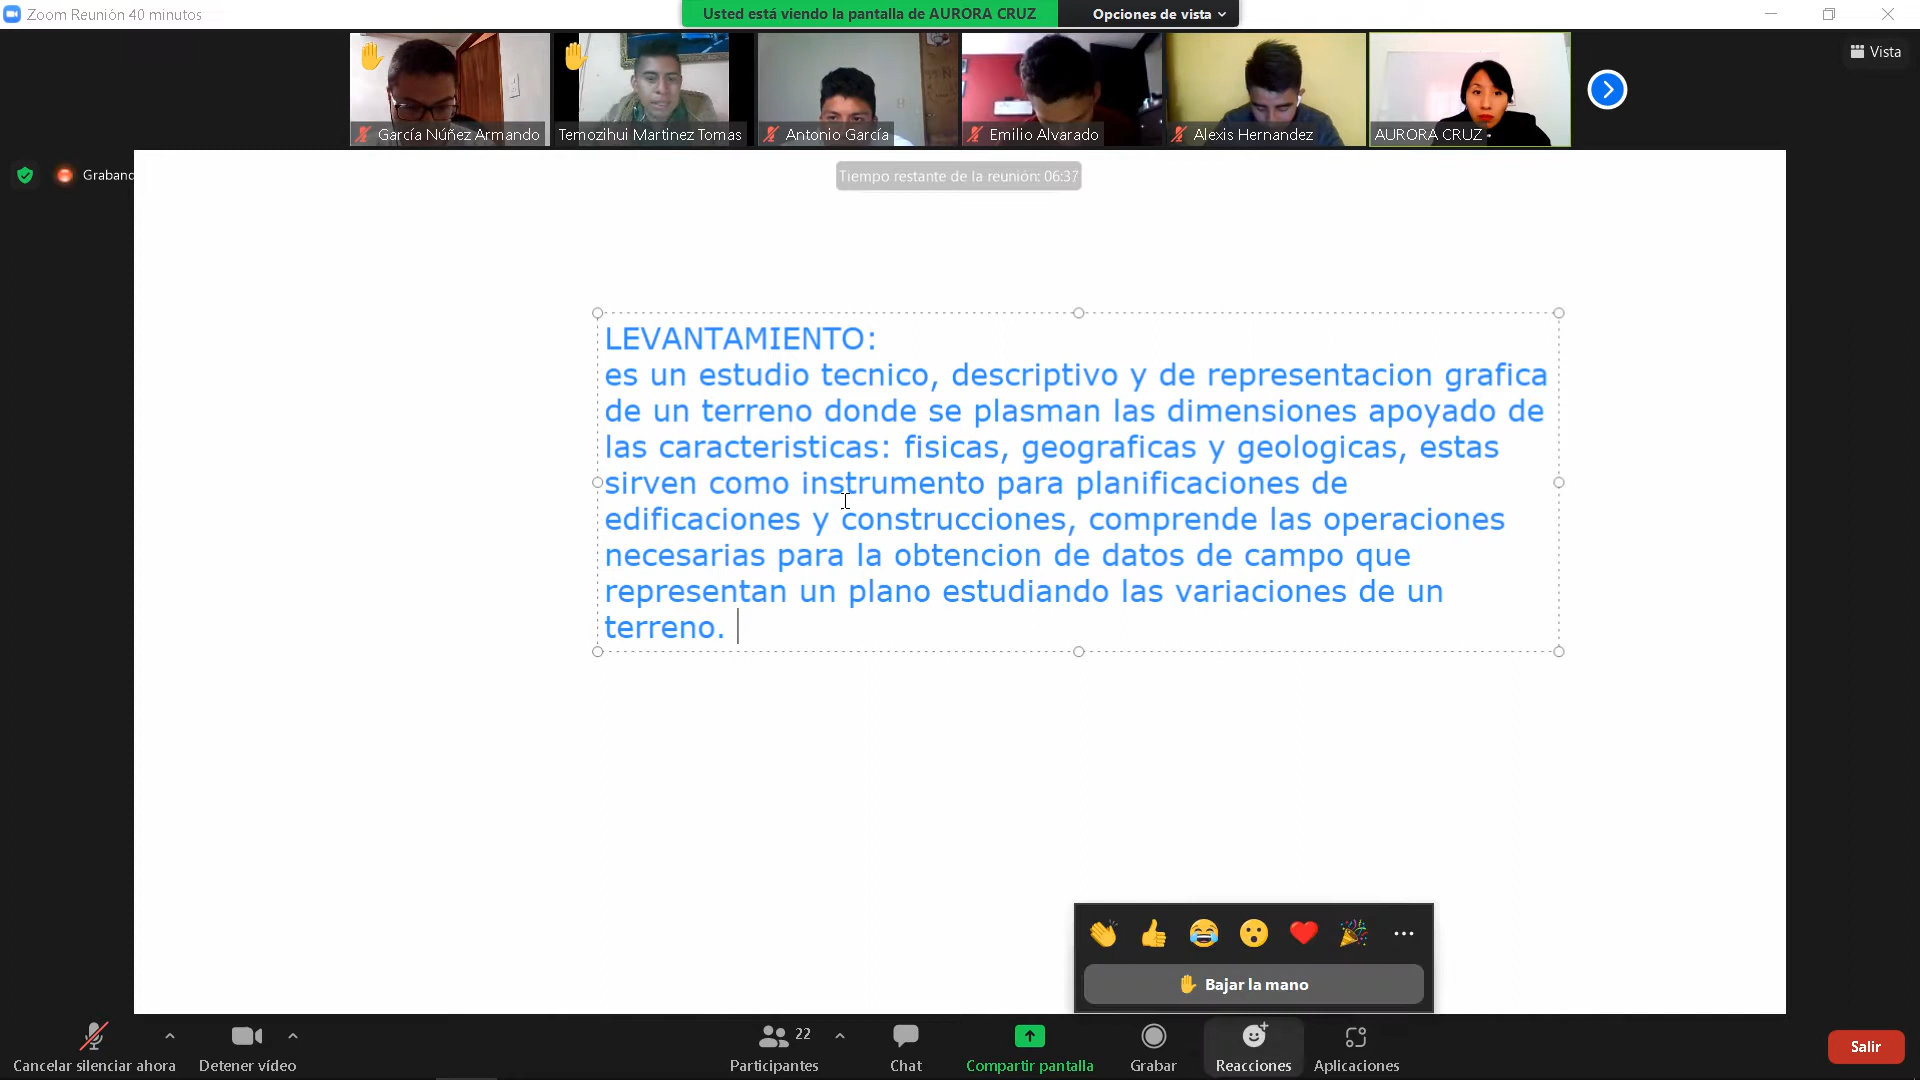 Zoom Reunión 40 minutos
Usted está viendo la pantalla de AURORA CRUZ
Opciones de vista
Vista
García Núñez Armando
Temozihui Martinez Tomas
Antonio García
Emilio Alvarado
Alexis Hernandez
AURORA CRUZ
Grabanc
Tiempo restante de la reunión: 06:37
LEVANTAMIENTO:
es un estudio tecnico, descriptivo y de representacion grafica
de un terreno donde se plasman las dimensiones apoyado de
las caracteristicas: fisicas, geograficas y geologicas, estas
sirven como instrumento para planificaciones de
edificaciones y construcciones, comprende las operaciones
necesarias para la obtencion de datos de campo que
representan un plano estudiando las variaciones de un
terreno.
Bajar la mano
Cancelar silenciar ahora
Detener vídeo
22
Participantes
Chat
Compartir pantalla
Grabar
Reacciones
Aplicaciones
Salir